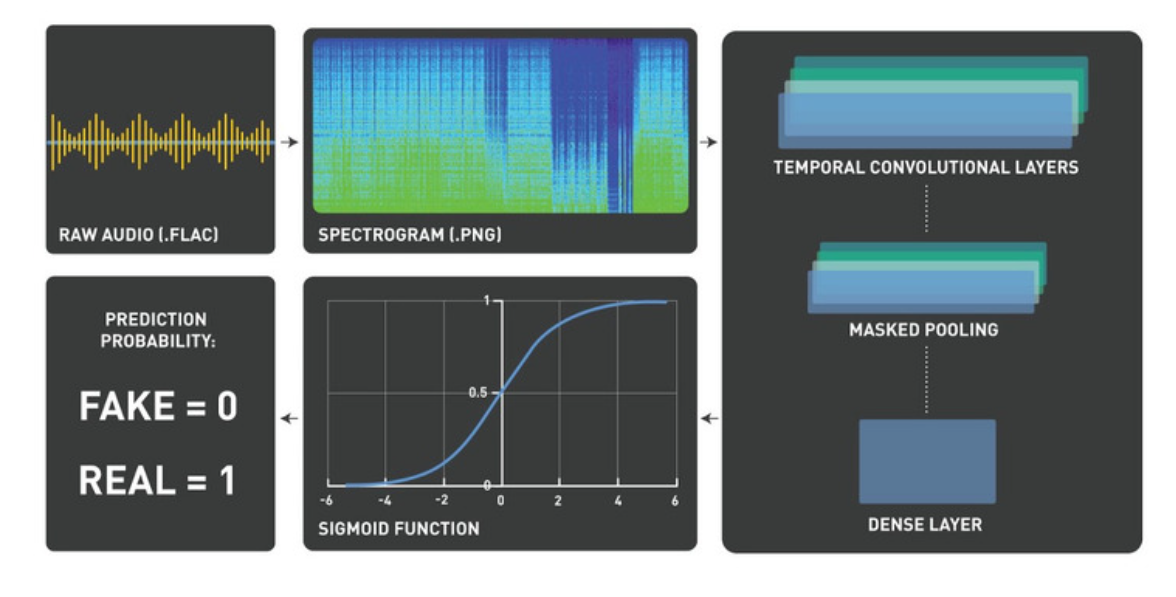 RAW AUDIO (.FLAC)
SPECTROGRAM (.PNG)
TEMPORAL CONVOLUTIONAL LAYERS
MASKED POOLING
DENSE LAYER
1
0.5
0
-6 -4 -2 0 2 4 6
SIGMOID FUNCTION
PREDICTION
PROBABILITY:
FAKE = 0
REAL = 1